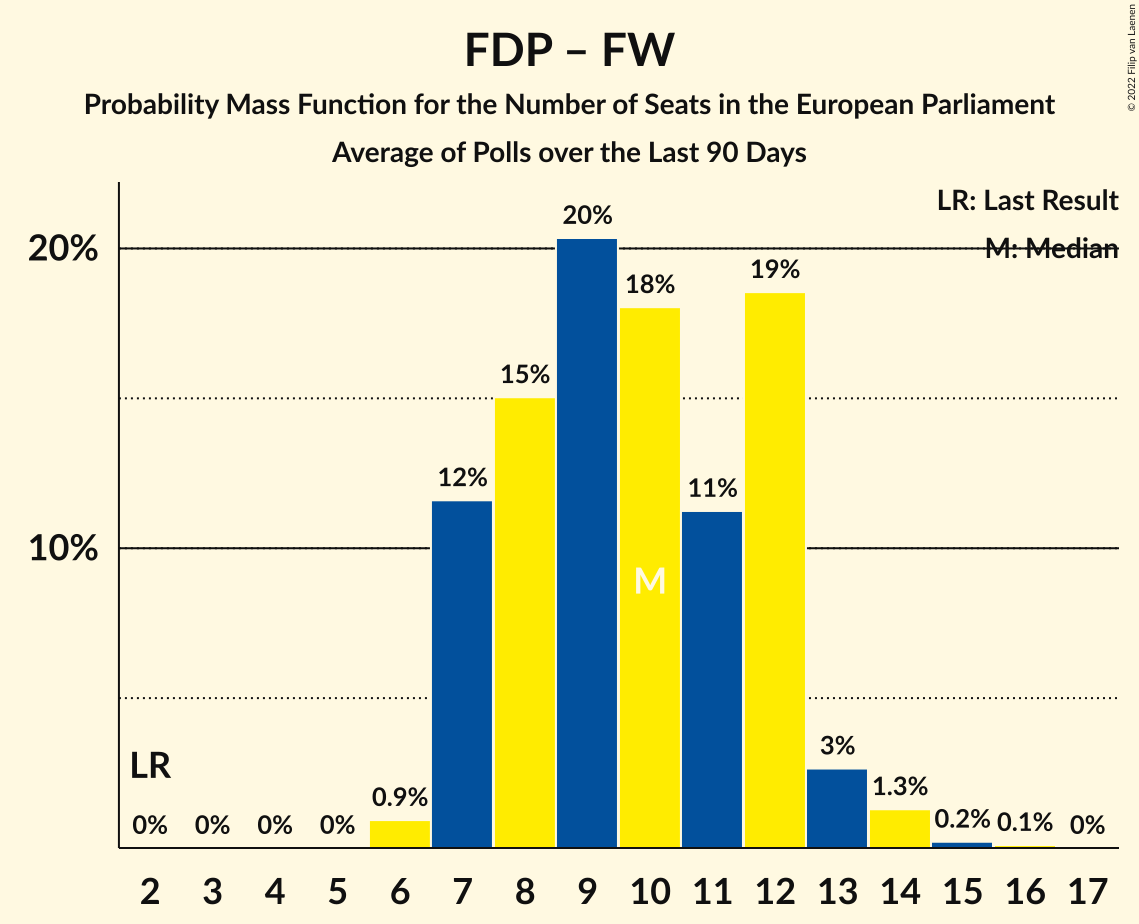 FDP – FW
Probability Mass Function for the Number of Seats in the European Parliament
Average of Polls over the Last 90 Days
© 2022 Filip van Laenen
LR: Last Result
M: Median
20%
10%
20%
19%
18%
15%
12%
11%
M
LR
3%
1.3%
0.9%
0% 0% 0% 0% 0.2% 0.1% 0%
2 3 4 5 6 7 8 9 10 11 12 13 14 15 16 17